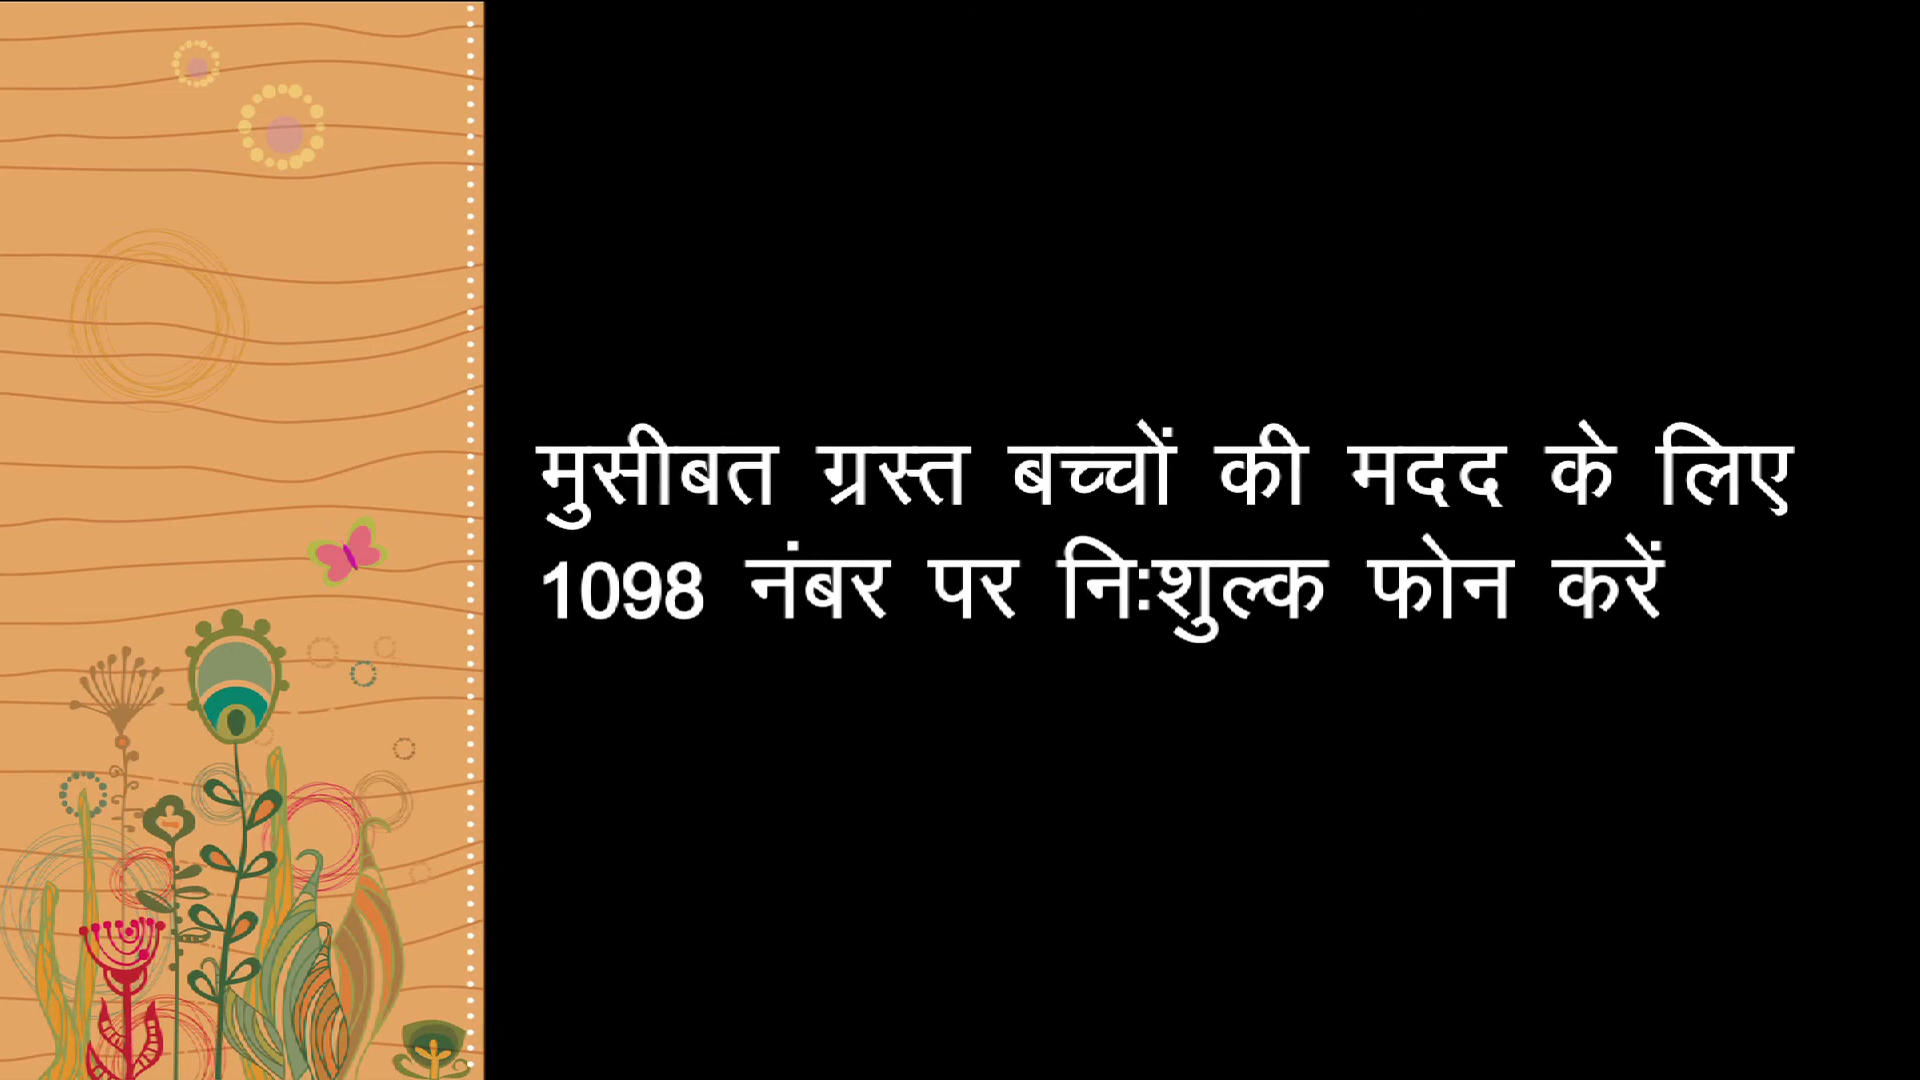 मुसीबत ग्रस्त बच्चों की मदद के लिए
1098 नंबर पर निःशुल्क फोन करें